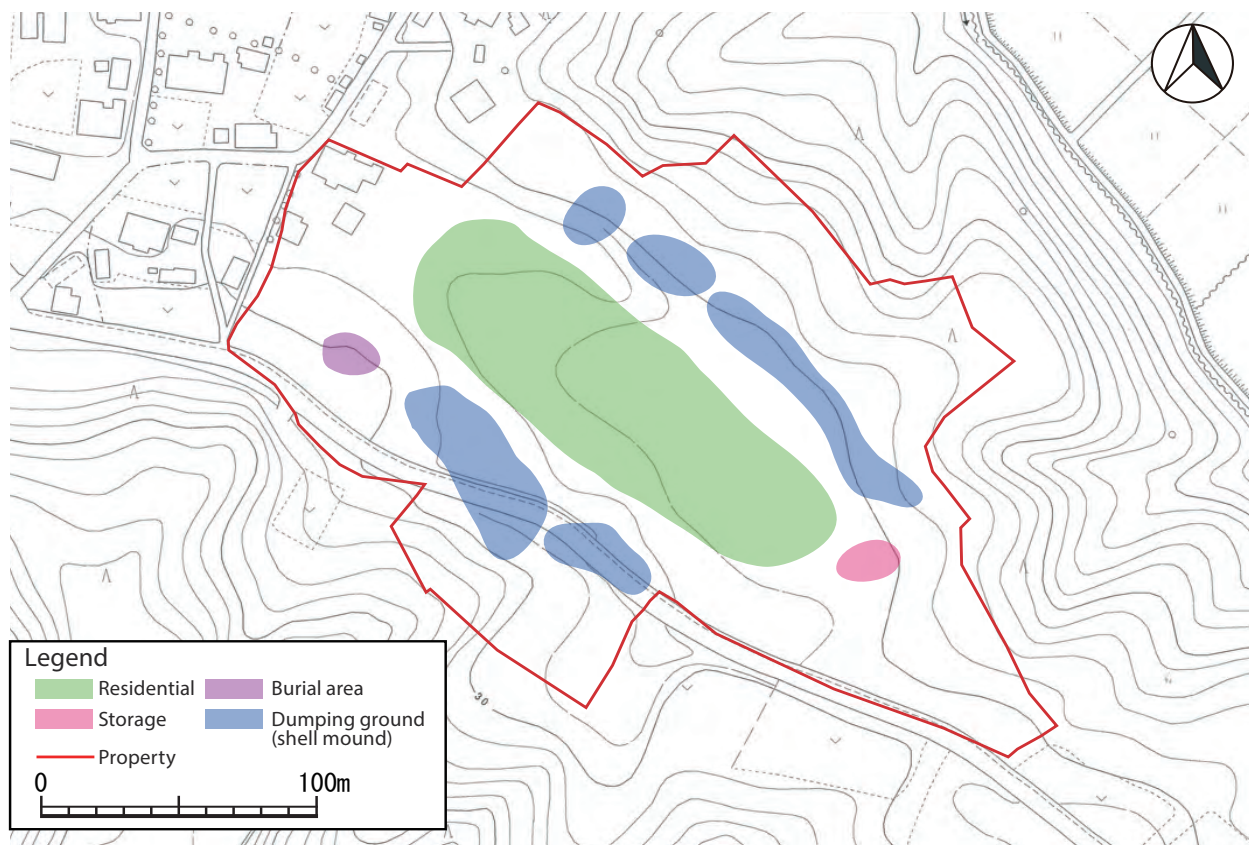 30
Legend
Residential
Burial area
Storage
Dumping ground
(shell mound)
Property
0 100m